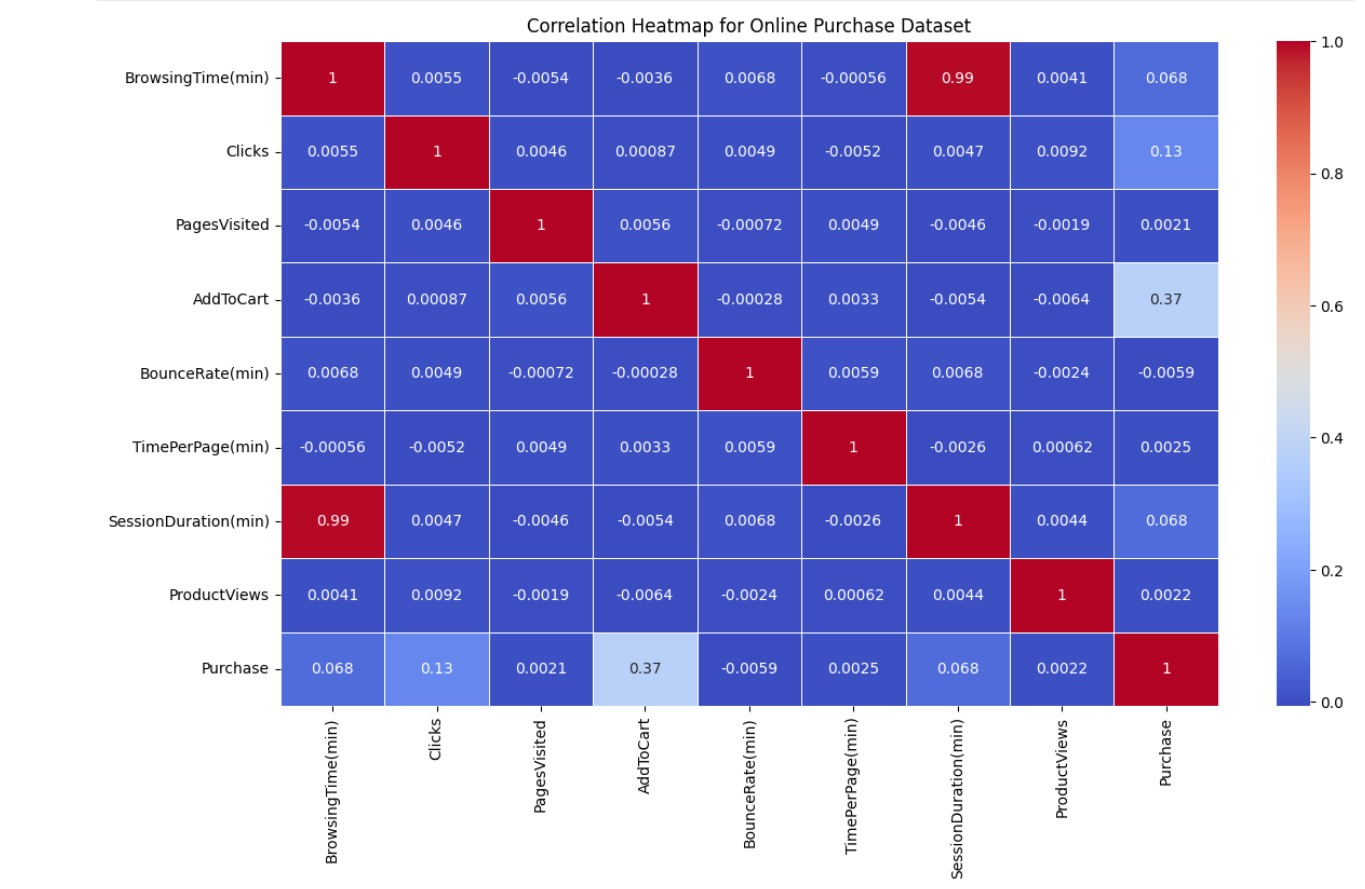 Correlation Heatmap for Online Purchase Dataset
BrowsingTime(min) 1 0.0055 -0.0054 -0.0036 0.0068 -0.00056 0.99 0.0041 0.068
Clicks 0.0055 1 0.0046 0.00087 0.0049 -0.0052 0.0047 0.0092 0.13
PagesVisited -0.0054 0.0046 1 0.0056 -0.00072 0.0049 -0.0046 -0.0019 0.0021
AddToCart -0.0036 0.00087 0.0056 1 -0.00028 0.0033 -0.0054 -0.0064 0.37
BounceRate(min) 0.0068 0.0049 -0.00072 -0.00028 1 0.0059 0.0068 -0.0024 -0.0059
TimePerPage(min) -0.00056 -0.0052 0.0049 0.0033 0.0059 1 -0.0026 0.00062 0.0025
SessionDuration(min) 0.99 0.0047 -0.0046 -0.0054 0.0068 -0.0026 1 0.0044 0.068
ProductViews 0.0041 0.0092 -0.0019 -0.0064 -0.0024 0.00062 0.0044 1 0.0022
Purchase 0.068 0.13 0.0021 0.37 -0.0059 0.0025 0.068 0.0022 1
BrowsingTime(min)
Clicks
PagesVisited
AddToCart
BounceRate(min)
TimePerPage(min)
SessionDuration(min)
ProductViews
Purchase
1.0
0.8
0.6
0.4
0.2
0.0